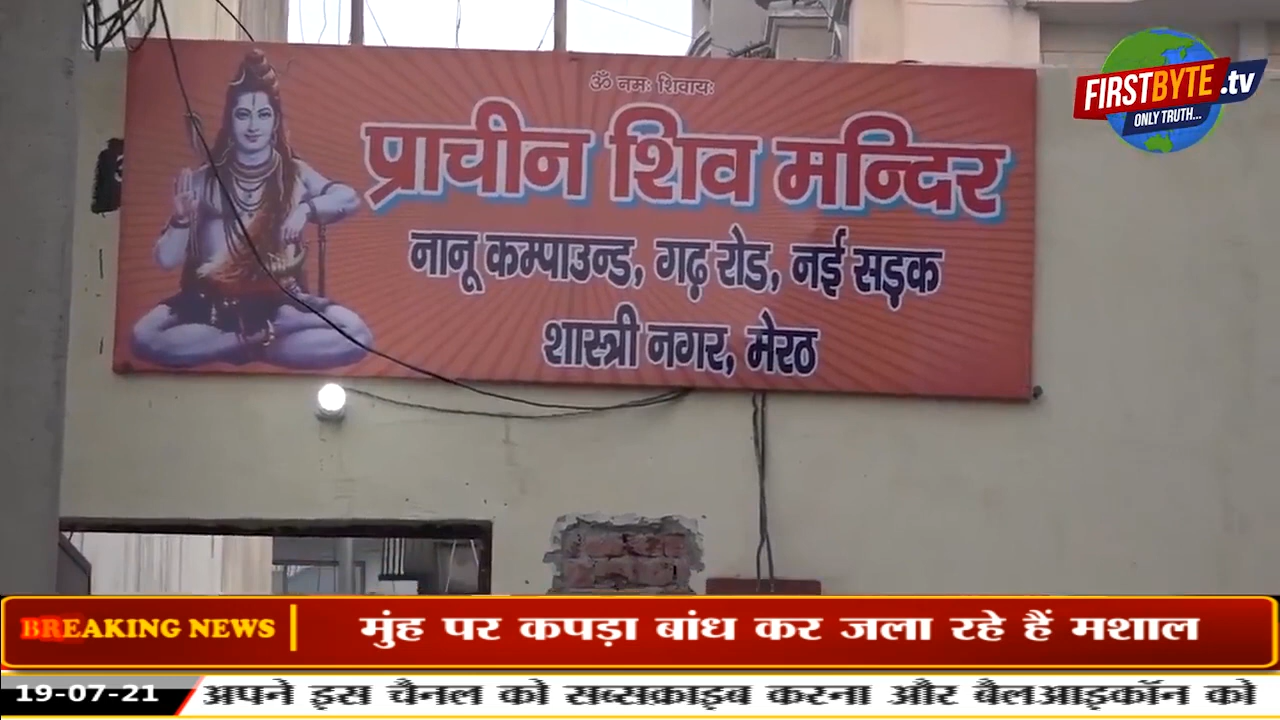 ॐ नमः शिवायः
FIRSTBYTE.tv
ONLY TRUTH...
प्राचीन शिव मन्दिर
नानू कम्पाउन्ड, गढ़ रोड, नई सड़क
शास्त्री नगर, मेरठ
BREAKING NEWS | मुंह पर कपड़ा बांध कर जला रहे हैं मशाल
19-07-21 अपने इस चैनल को सब्सक़ाइब करना और बैलआइकॉन को